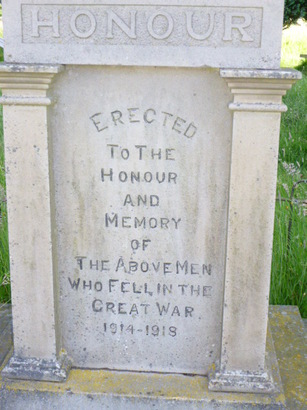 HONOUR
ERECTED
TO THE
HONOUR
AND
MEMORY
OF
THE ABOVE MEN
WHO FELL IN THE
GREAT WAR.
1914-1918